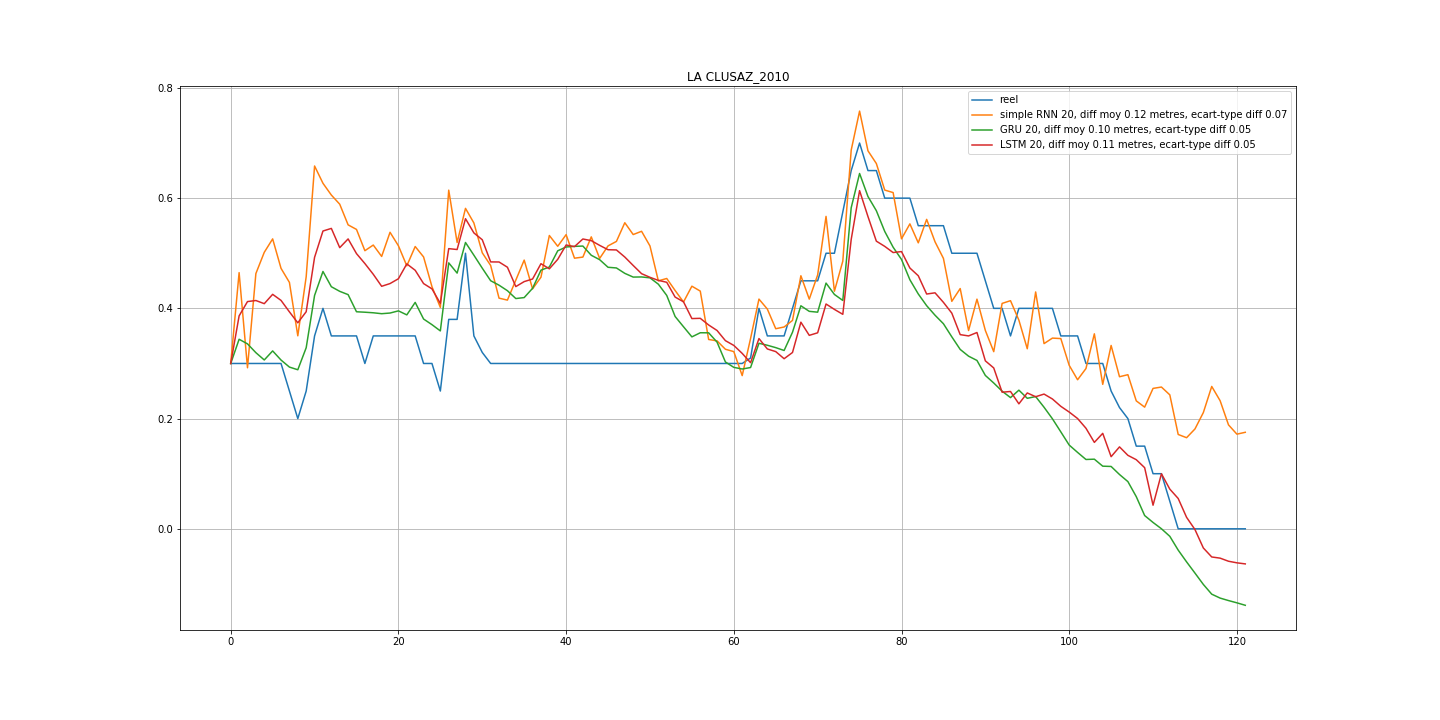 LA CLUSAZ_2010
reel
simple RNN 20, diff moy 0.12 metres, ecart-type diff 0.07
GRU 20, diff moy 0.10 metres, ecart-type diff 0.05
LSTM 20, diff moy 0.11 metres, ecart-type diff 0.05
0.8
0.6
0.4
0.2
0.0
0 20 40 60 80 100 120